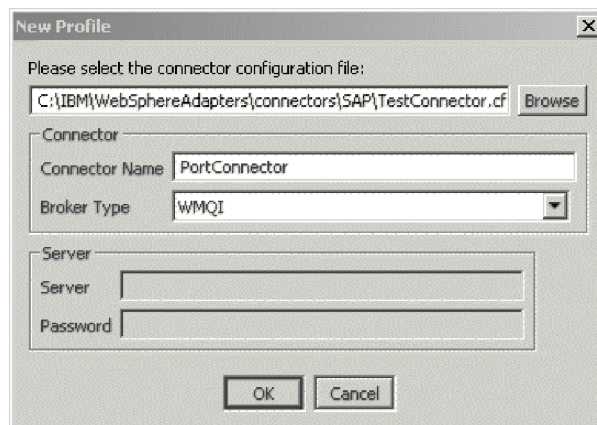 New Profile
Please select the connector configuration file:
C:\IBM\WebSphereAdapters\connectors\SAP\TestConnector.cf Browse
Connector
Connector Name PortConnector
Broker Type WMQI
Server
Server
Password
OK Cancel